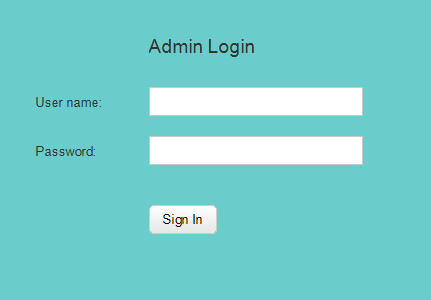 Admin Login
User name:
Password:
Sign In